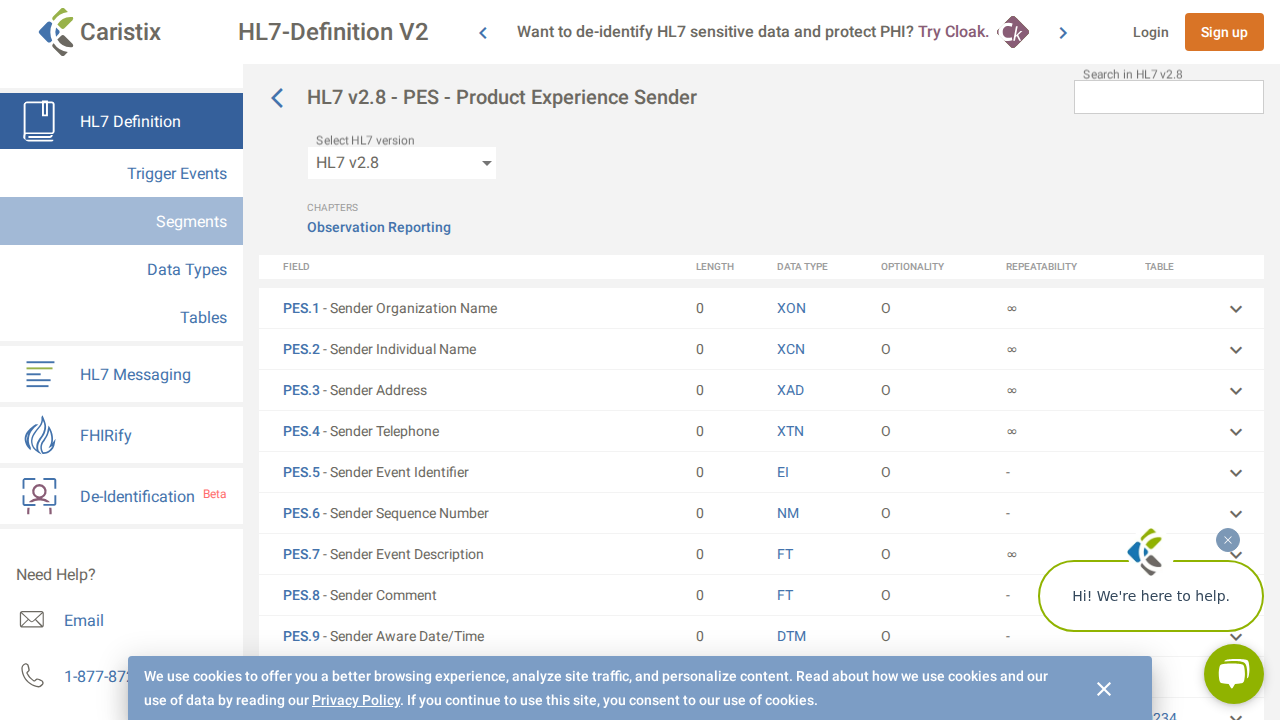 Caristix
HL7-Definition V2
Want to de-identify HL7 sensitive data and protect PHI? Try Cloak.
Ck
Login
Sign up
HL7 Definition
Trigger Events
Segments
Data Types
Tables
HL7 Messaging
FHIRify
De-Identification Beta
Need Help?
Email
1-877-872
HL7 v2.8 - PES - Product Experience Sender
Search in HL7 v2.8
Select HL7 version
HL7 v2.8
CHAPTERS
Observation Reporting
FIELD LENGTH DATA TYPE OPTIONALITY REPEATABILITY TABLE
PES.1 - Sender Organization Name 0 XON O ∞
PES.2 - Sender Individual Name 0 XCN O ∞
PES.3 - Sender Address 0 XAD O ∞
PES.4 - Sender Telephone 0 XTN O ∞
PES.5 - Sender Event Identifier 0 EI O -
PES.6 - Sender Sequence Number 0 NM O -
PES.7 - Sender Event Description 0 FT O ∞
PES.8 - Sender Comment 0 FT O -
PES.9 - Sender Aware Date/Time 0 DTM O -
234
Hi! We're here to help.
We use cookies to offer you a better browsing experience, analyze site traffic, and personalize content. Read about how we use cookies and our
use of data by reading our Privacy Policy. If you continue to use this site, you consent to our use of cookies.